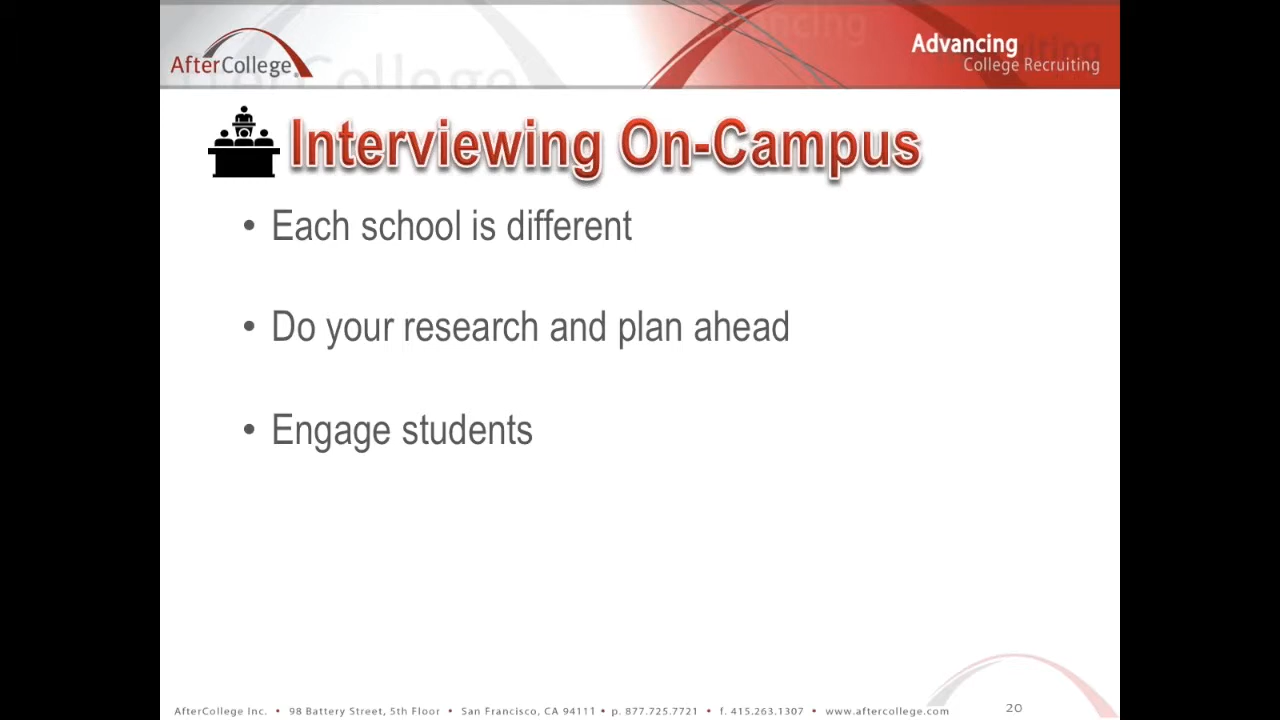 AfterCollege
Advancing
College Recruiting
Interviewing On-Campus
• Each school is different
• Do your research and plan ahead
• Engage students
AfterCollege Inc. • 98 Battery Street, 5th Floor • San Francisco, CA 94111 • p. 877.725.7721 • f. 415.263.1307 • www.aftercollege.com
20